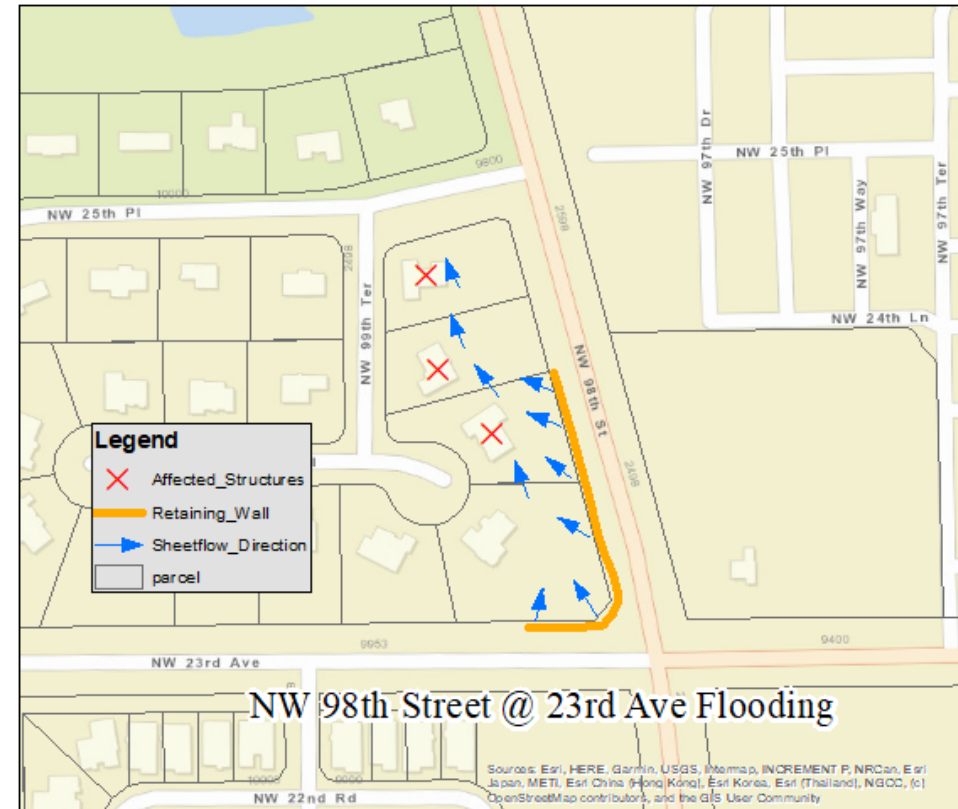 NW 25th Pl
10000
9800
2498
NW 99th Ter
2598
NW 98th St
2498
NW 97th Dr
NW 25th Pl
NW 97th Way
NW 97th Ter
NW 24th Ln
Legend
Affected_Structures
Retaining_Wall
Sheetflow_Direction
parcel
9953
9400
NW 23rd Ave
NW 98th Street @ 23rd Ave Flooding
10000
9999
NW 22nd Rd
Sources: Esri, HERE, Garmin, USGS, Intermap, INCREMENT P, NRCan, Esri
Japan, METI, Esri China (Hong Kong), Esri Korea, Esri (Thailand), NGCC, (c)
OpenStreetMap contributors, and the GIS User Community